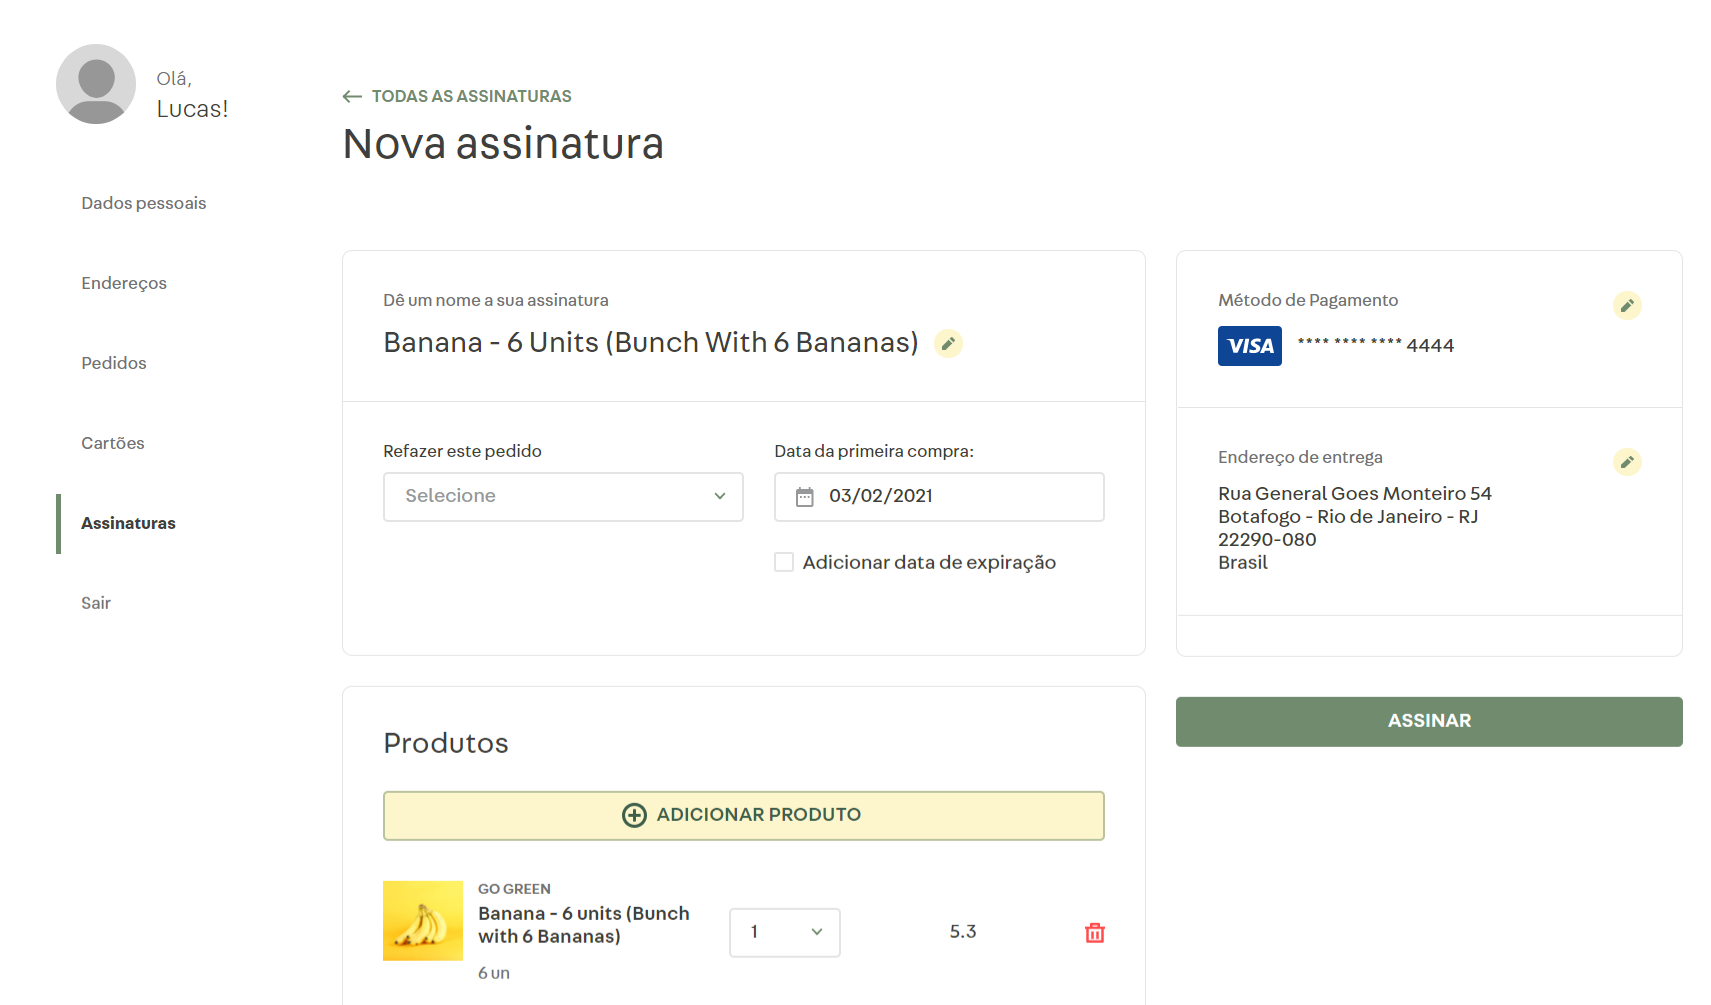 Olá,
Lucas!
Dados pessoais
Endereços
Pedidos
Cartões
Assinaturas
Sair
TODAS AS ASSINATURAS
Nova assinatura
Dê um nome a sua assinatura
Banana - 6 Units (Bunch With 6 Bananas)
Refazer este pedido
Selecione
Data da primeira compra:
03/02/2021
Adicionar data de expiração
Método de Pagamento
VISA **** **** **** 4444
Endereço de entrega
Rua General Goes Monteiro 54
Botafogo - Rio de Janeiro - RJ
22290-080
Brasil
ASSINAR
Produtos
ADICIONAR PRODUTO
GO GREEN
Banana - 6 units (Bunch
with 6 Bananas)
6 un
1
5.3